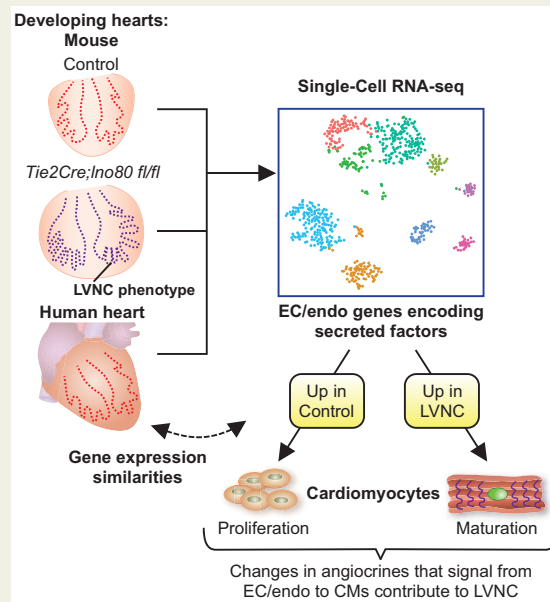 Developing hearts:
Mouse
Control
Tie2Cre;Ino80 fl/fl
LVNC phenotype
Human heart
Gene expression
similarities
Single-Cell RNA-seq
EC/endo genes encoding
secreted factors
Up in
Control
Up in
LVNC
Cardiomyocytes
Proliferation
Maturation
Changes in angiocrines that signal from
EC/endo to CMs contribute to LVNC